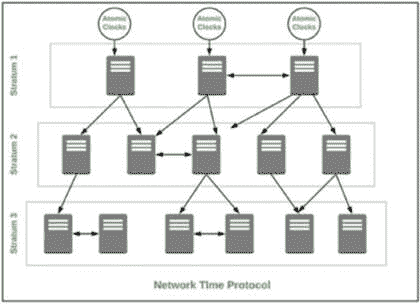 Atomic
Clocks
Atomic
Clocks
Atomic
Clocks
Stratum 1
Stratum 2
Stratum 3
Network Time Protocol